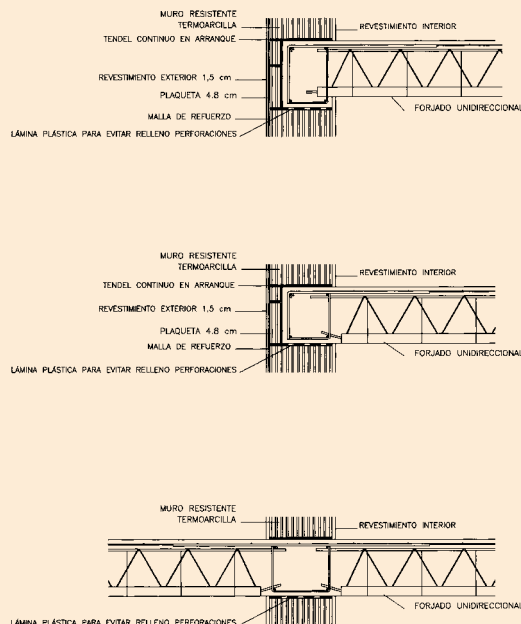 MURO RESISTENTE
TERMOARCILLA
REVESTIMIENTO INTERIOR
TENDEL CONTINUO EN ARRANQUE
REVESTIMIENTO EXTERIOR 1,5 cm
PLAQUETA 4.8 cm
FORJADO UNIDIRECCIONAL
MALLA DE REFUERZO
LÁMINA PLÁSTICA PARA EVITAR RELLENO PERFORACIONES
MURO RESISTENTE
TERMOARCILLA
REVESTIMIENTO INTERIOR
TENDEL CONTINUO EN ARRANQUE
REVESTIMIENTO EXTERIOR 1,5 cm
PLAQUETA 4.8 cm
MALLA DE REFUERZO
FORJADO UNIDIRECCIONAL
LÁMINA PLÁSTICA PARA EVITAR RELLENO PERFORACIONES
MURO RESISTENTE
TERMOARCILLA
REVESTIMIENTO INTERIOR
FORJADO UNIDIRECCIONAL
LÁMINA PLÁSTICA PARA EVITAR RELLENO PERFORACIONES